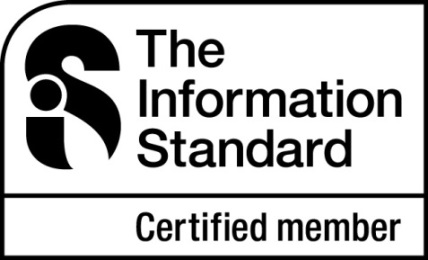 The
Information
Standard
Certified member